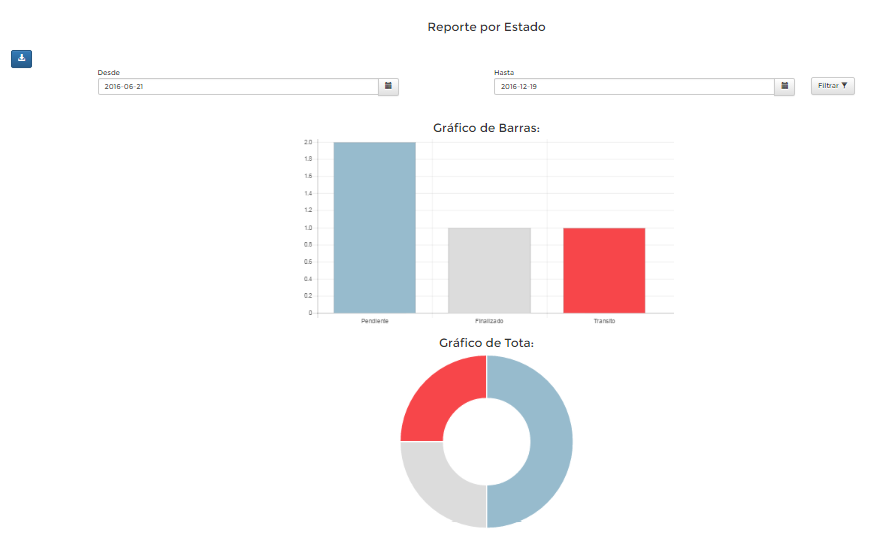 Reporte por Estado
Desde
Hasta
2016-06-21
2016-12-19
Filtrar
Gráfico de Barras:
2.0
1.8
1.6
1.4
1.2
1.0
0.8
0.6
0.4
0.2
0
Pendiente
Finalizado
Transito
Gráfico de Tota: